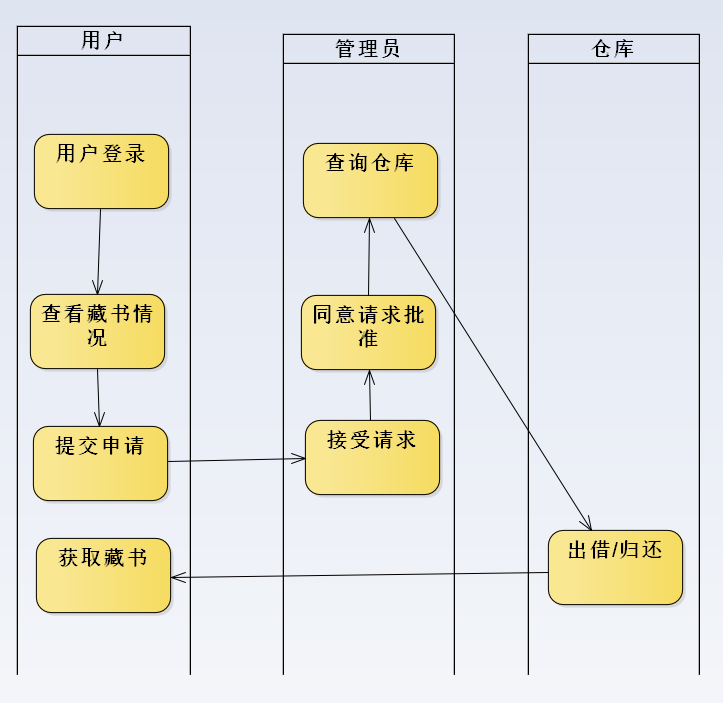 用户
用户登录
查看藏书情
况
提交申请
获取藏书
管理员
查询仓库
同意请求批
准
接受请求
仓库
出借/归还